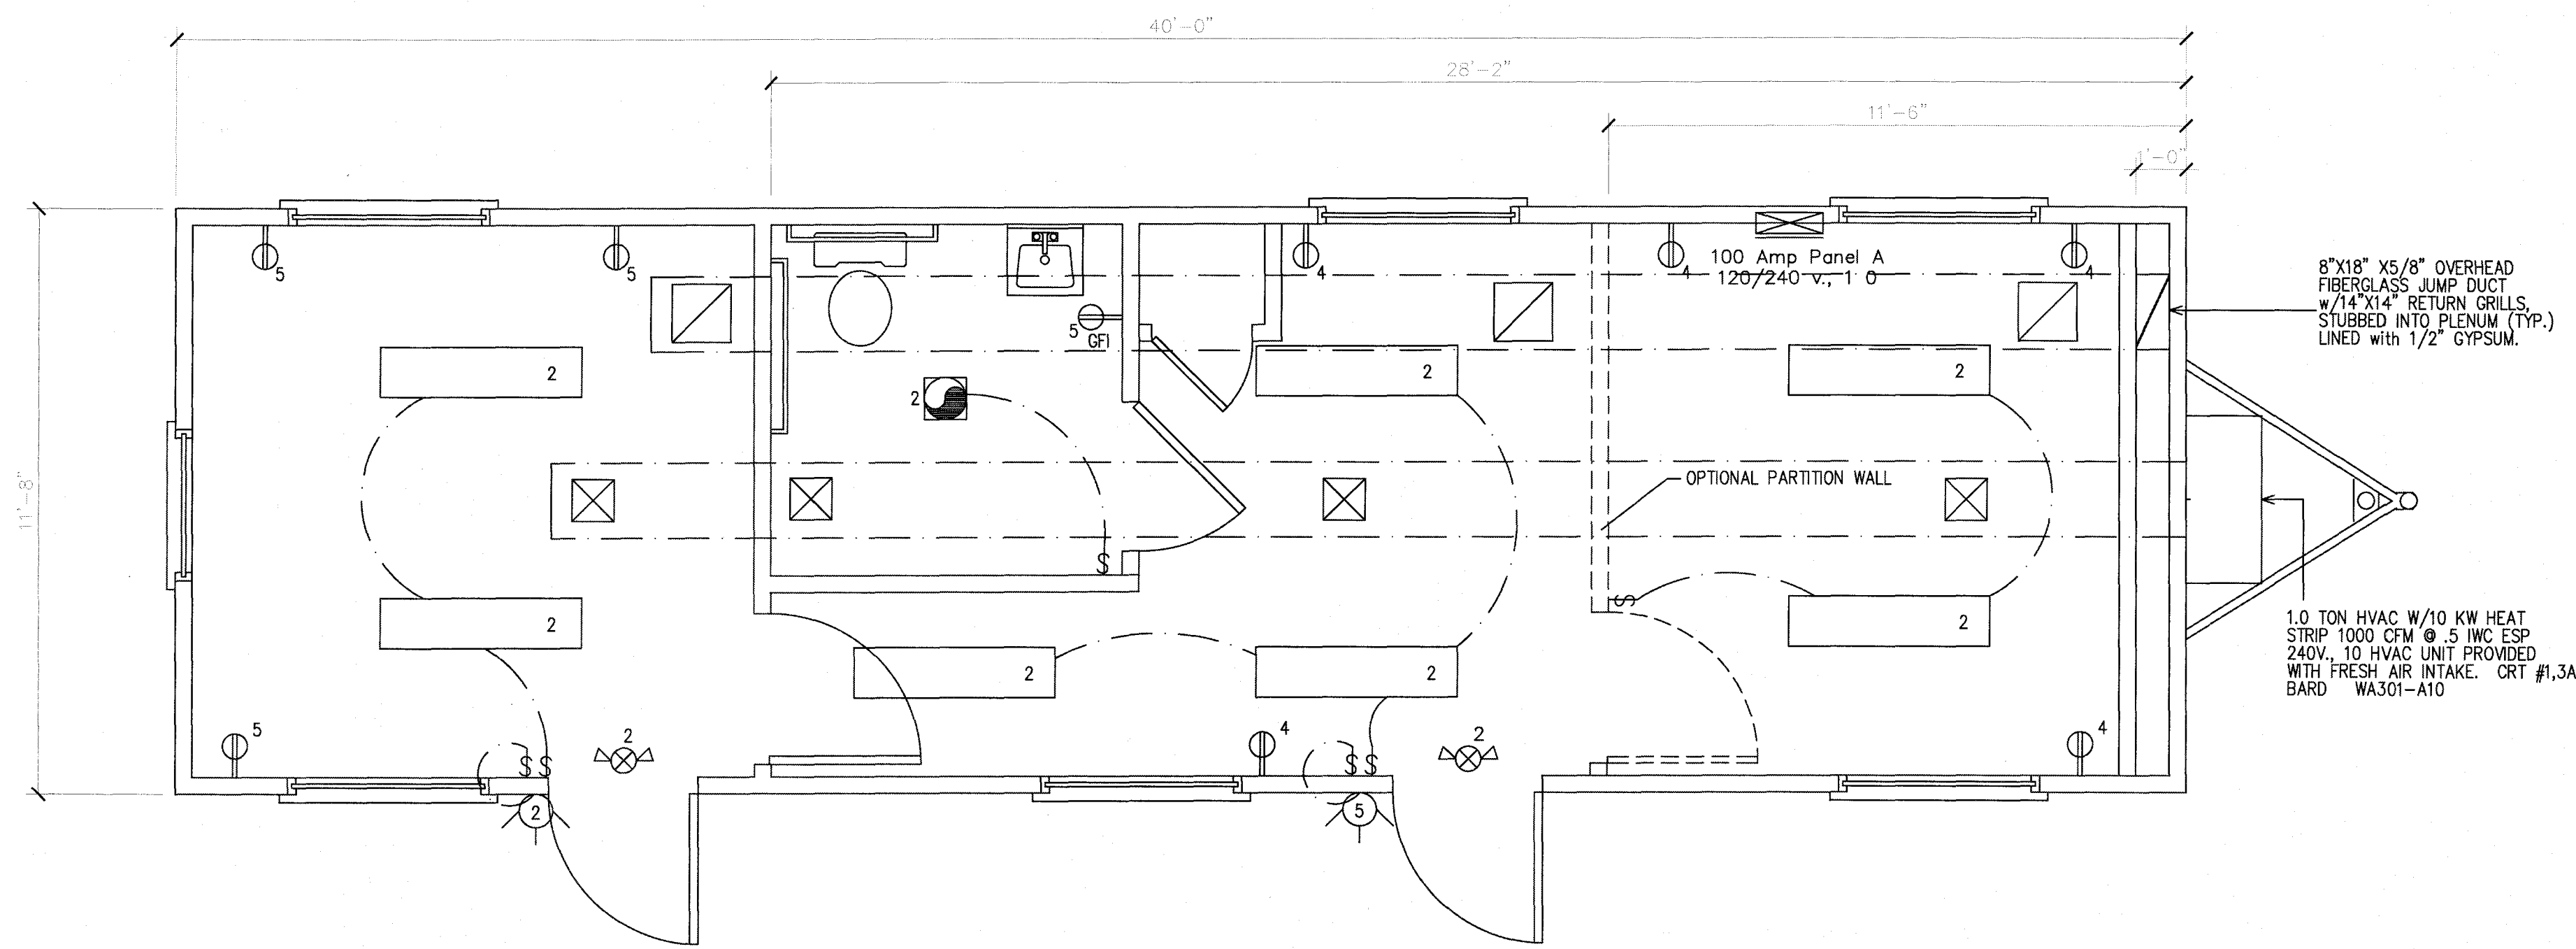 40'-0"
28'-2"
11'-6"
1'-0"
11'-8"
5
5
4
4
4
100 Amp Panel A
120/240 v., 1 0
8"X18" X5/8" OVERHEAD
FIBERGLASS JUMP DUCT
w/14"X14" RETURN GRILLS,
STUBBED INTO PLENUM (TYP.)
LINED with 1/2" GYPSUM.
5
GFI
2
2
2
2
OPTIONAL PARTITION WALL
S
S
2
2
2
2
1.0 TON HVAC W/10 KW HEAT
STRIP 1000 CFM @ .5 IWC ESP
240V., 10 HVAC UNIT PROVIDED
WITH FRESH AIR INTAKE. CRT #1,3A
BARD WA301-A10
5
2
4
2
4
S S
S S
2
5